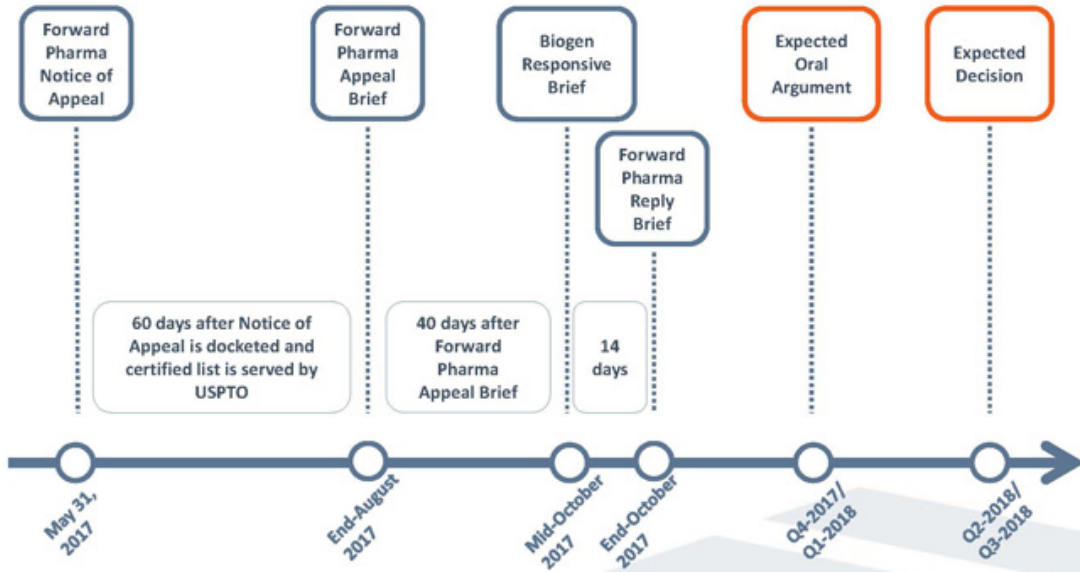 Forward
Pharma
Notice of
Appeal
Forward
Pharma
Appeal
Brief
Biogen
Responsive
Brief
Expected
Oral
Argument
Expected
Decision
Forward
Pharma
Reply
Brief
60 days after Notice of
Appeal is docketed and
certified list is served by
USPTO
40 days after
Forward
Pharma
Appeal Brief
14
days
May 31,
2017
End-August
2017
Mid-October
2017
End-October
2017
Q4-2017/
Q1-2018
Q2-2018/
Q3-2018